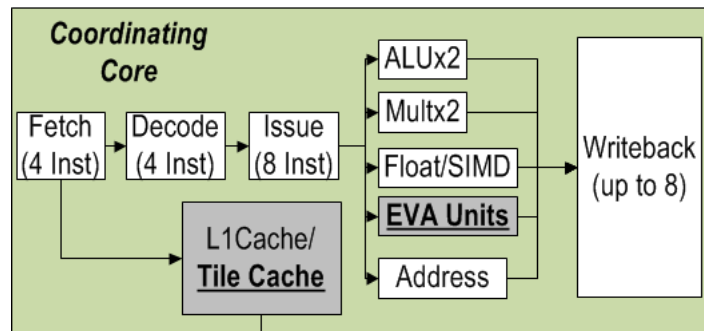 Coordinating
Core
Fetch
(4 Inst)
Decode
(4 Inst)
Issue
(8 Inst)
ALUx2
Multx2
Float/SIMD
EVA Units
Address
Writeback
(up to 8)
L1Cache/
Tile Cache